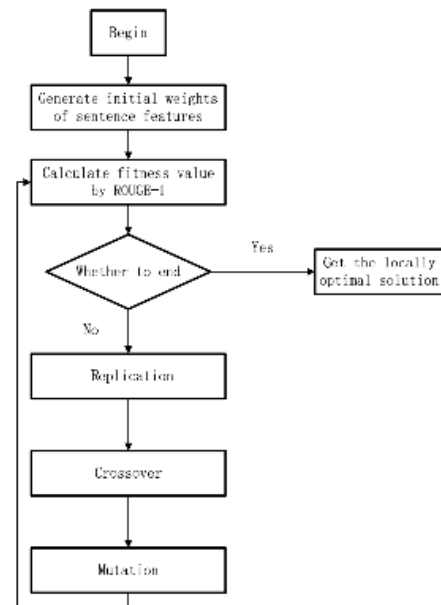 Begin
Generate initial weights
of sentence features
Calculate fitness value
by ROUGE-1
Whether to end
Yes
Get the locally
optimal solution
No
Replication
Crossover
Mutation